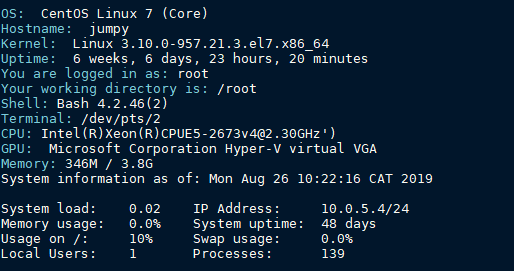 OS:  CentOS Linux 7 (Core)
Hostname:  jumpy
Kernel:  Linux 3.10.0-957.21.3.el7.x86_64
Uptime:  6 weeks, 6 days, 23 hours, 20 minutes
You are logged in as: root
Your working directory is: /root
Shell: Bash 4.2.46(2)
Terminal: /dev/pts/2
CPU: Intel(R)Xeon(R)CPUE5-2673v4@2.30GHz')
GPU:  Microsoft Corporation Hyper-V virtual VGA
Memory: 346M / 3.8G
System information as of: Mon Aug 26 10:22:16 CAT 2019

System load:    0.02    IP Address:     10.0.5.4/24
Memory usage:   0.0%    System uptime:  48 days
Usage on /:     10%     Swap usage:     0.0%
Local Users:    1       Processes:      139